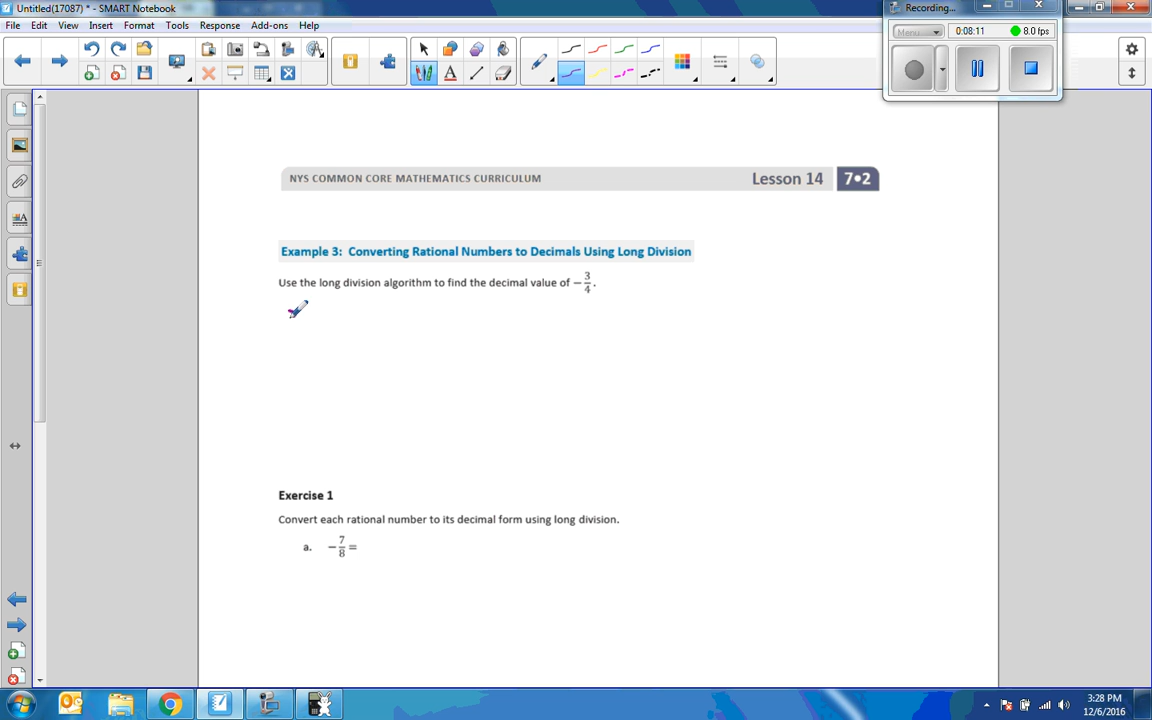 Untitled(17087) * - SMART Notebook
Recording...
File Edit View Insert Format Tools Response Add-ons Help
Menu 0:08:11 8.0 fps
NYS COMMON CORE MATHEMATICS CURRICULUM Lesson 14 7•2
Example 3: Converting Rational Numbers to Decimals Using Long Division
Use the long division algorithm to find the decimal value of −3/4.
Exercise 1
Convert each rational number to its decimal form using long division.
a. −7/8 =
3:28 PM
12/6/2016